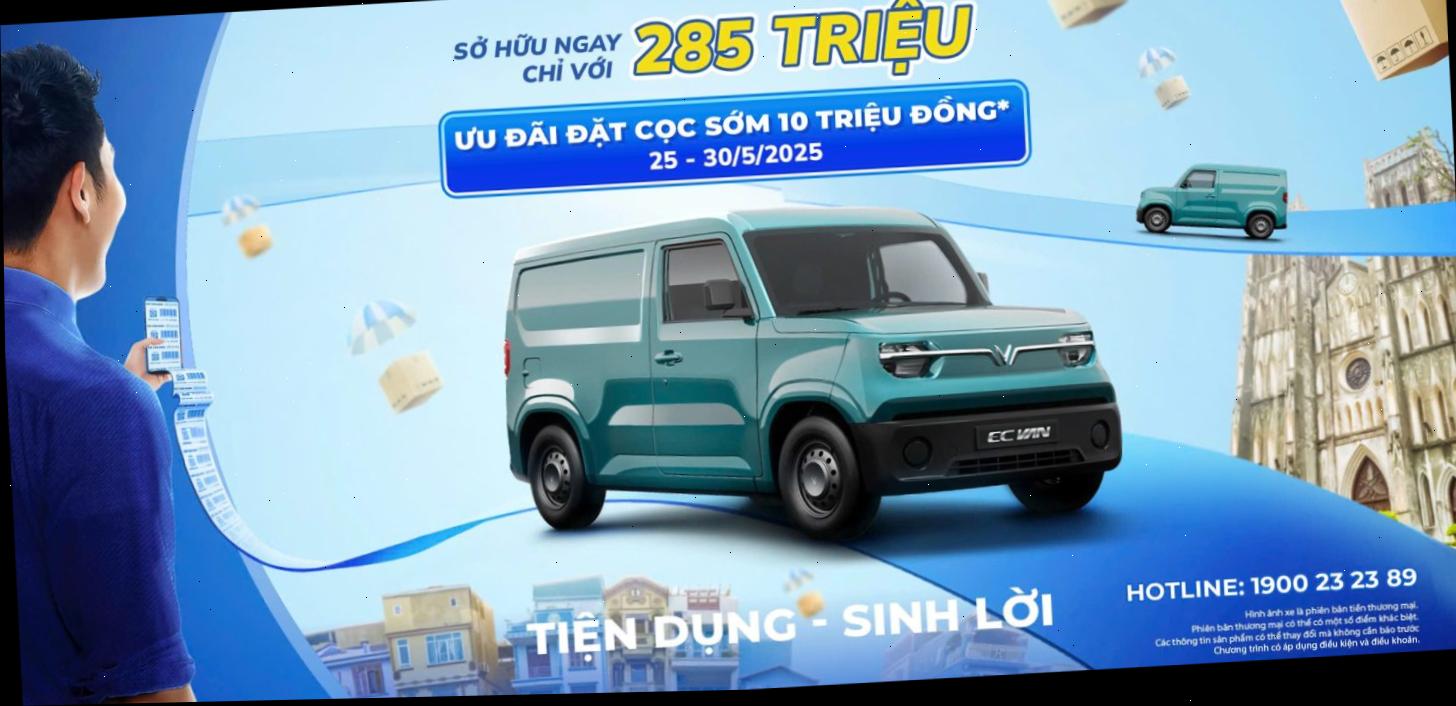 SỞ HỮU NGAY
CHỈ VỚI
285 TRIỆU
ƯU ĐÃI ĐẶT CỌC SỚM 10 TRIỆU ĐỒNG*
25 - 30/5/2025
EC VAN
TIỆN DỤNG - SINH LỜI
HOTLINE: 1900 23 23 89
Hình ảnh xe là phiên bản tiền thương mại.
Phiên bản thương mại có thể có một số điểm khác biệt.
Các thông tin sản phẩm có thể thay đổi mà không cần báo trước
Chương trình có áp dụng điều kiện và điều khoản.